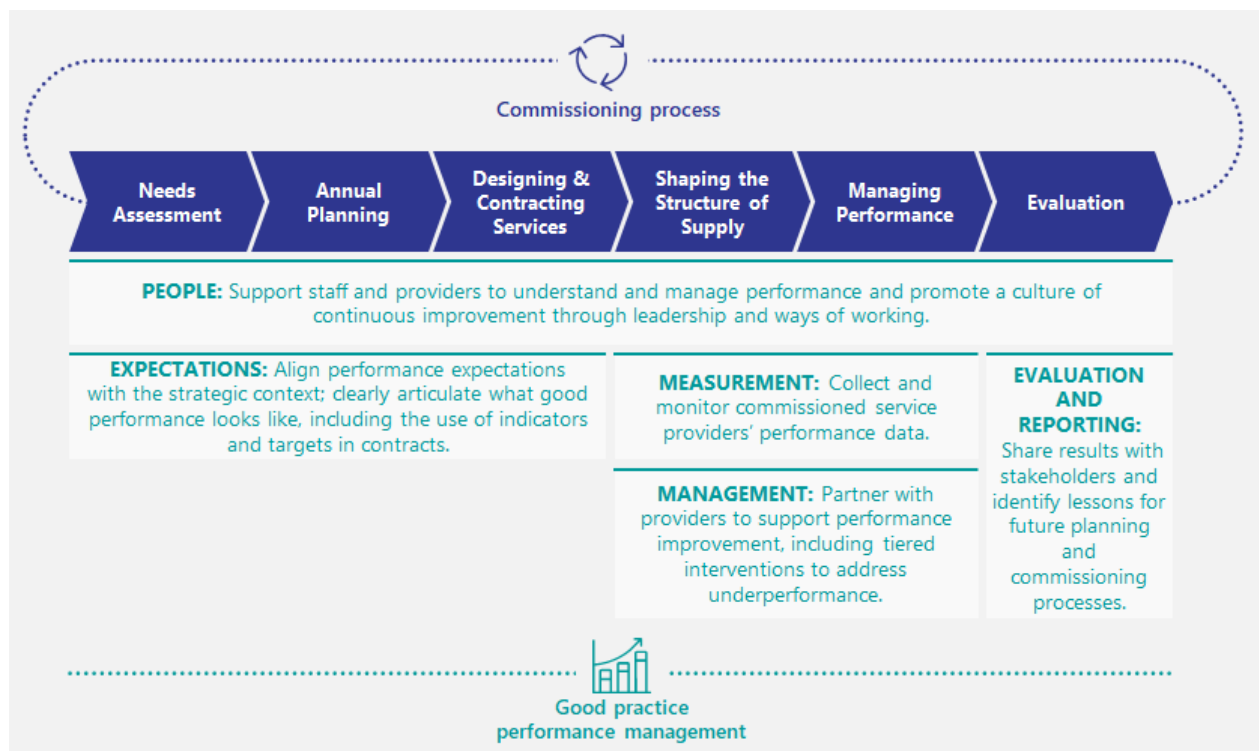 Commissioning process
Needs
Assessment
Annual
Planning
Designing &
Contracting
Services
Shaping the
Structure of
Supply
Managing
Performance
Evaluation
PEOPLE: Support staff and providers to understand and manage performance and promote a culture of
continuous improvement through leadership and ways of working.
EXPECTATIONS: Align performance expectations
with the strategic context; clearly articulate what good
performance looks like, including the use of indicators
and targets in contracts.
MEASUREMENT: Collect and
monitor commissioned service
providers’ performance data.
MANAGEMENT: Partner with
providers to support performance
improvement, including tiered
interventions to address
underperformance.
EVALUATION
AND
REPORTING:
Share results with
stakeholders and
identify lessons for
future planning
and
commissioning
processes.
Good practice
performance management